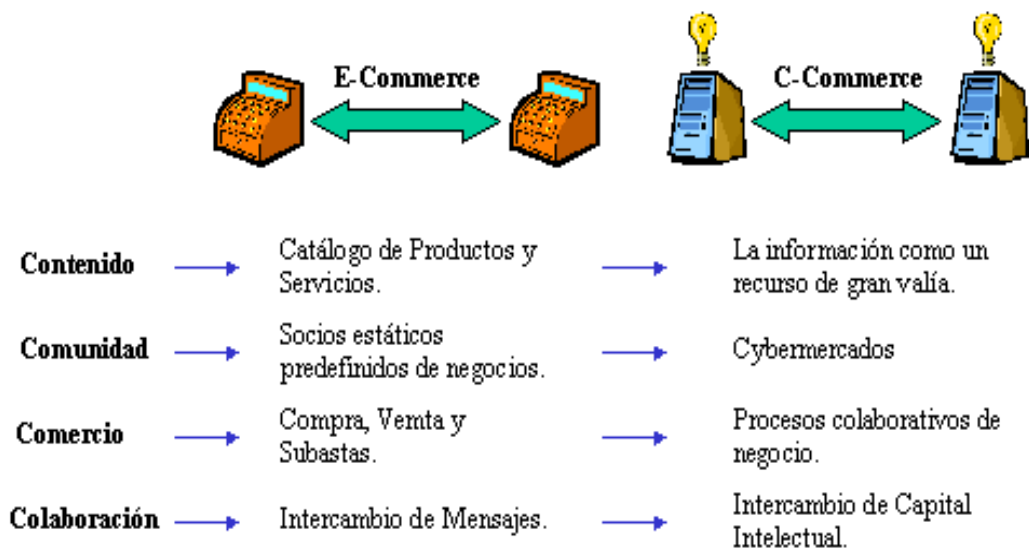 E-Commerce
C-Commerce
Contenido
Catálogo de Productos y
Servicios.
La información como un
recurso de gran valía.
Comunidad
Socios estáticos
predefinidos de negocios.
Cybermercados
Comercio
Compra, Vemta y
Subastas.
Procesos colaborativos de
negocio.
Colaboración
Intercambio de Mensajes.
Intercambio de Capital
Intelectual.